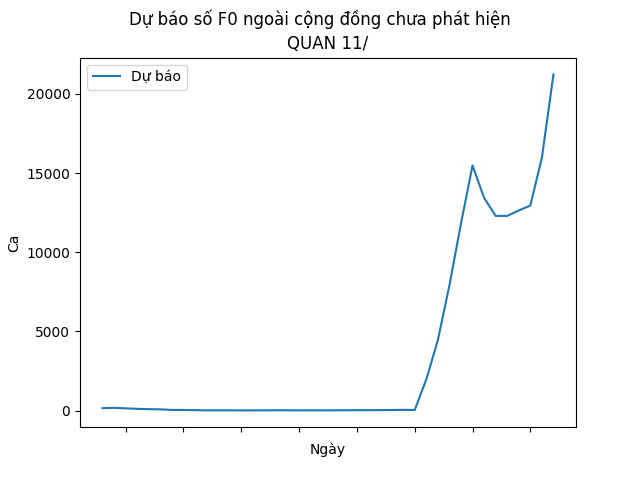 Dự báo số F0 ngoài cộng đồng chưa phát hiện
QUAN 11/
Dự báo
20000
15000
10000
5000
0
Ca
Ngày